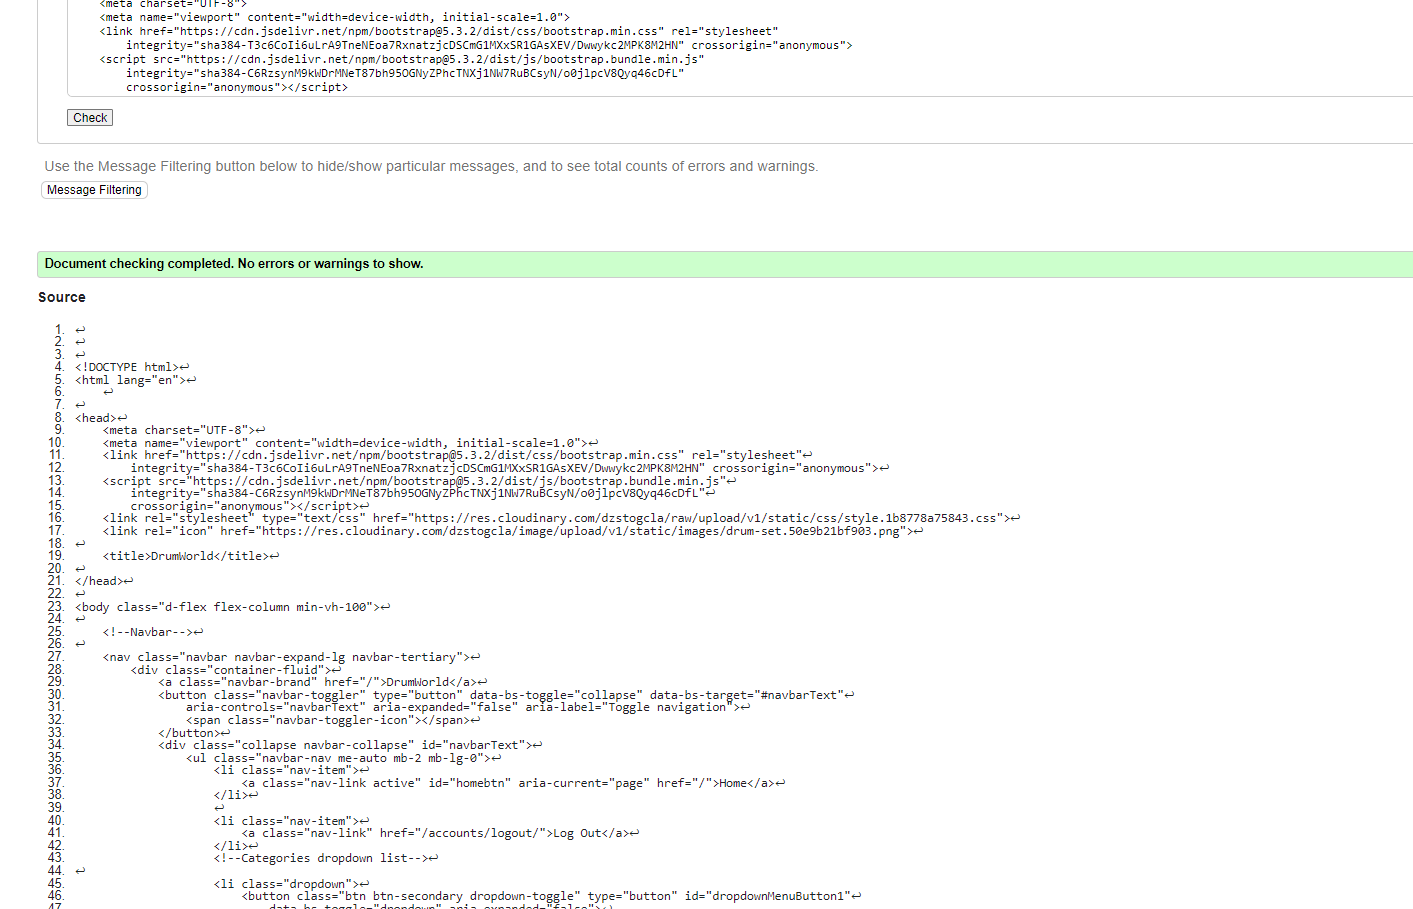 <meta charset="UTF-8">
<meta name="viewport" content="width=device-width, initial-scale=1.0">
<link href="https://cdn.jsdelivr.net/npm/bootstrap@5.3.2/dist/css/bootstrap.min.css" rel="stylesheet"
integrity="sha384-T3c6CoIi6uLrA9TneNEoa7RxnatzjcDSCmG1MXxSR1GAsXEV/Dwwykc2MPK8M2HN" crossorigin="anonymous">
<script src="https://cdn.jsdelivr.net/npm/bootstrap@5.3.2/dist/js/bootstrap.bundle.min.js"
integrity="sha384-C6RzsynM9kWDrMNeT87bh95OGNyZPhcTNXj1NW7RuBCsyN/o0jlpcV8Qyq46cDfL"
crossorigin="anonymous"></script>
Check
Use the Message Filtering button below to hide/show particular messages, and to see total counts of errors and warnings.
Message Filtering
Document checking completed. No errors or warnings to show.
Source
1. ↩
2. ↩
3. ↩
4. <!DOCTYPE html>↩
5. <html lang="en">↩
6. ↩
7. ↩
8. <head>↩
9. <meta charset="UTF-8">↩
10. <meta name="viewport" content="width=device-width, initial-scale=1.0">↩
11. <link href="https://cdn.jsdelivr.net/npm/bootstrap@5.3.2/dist/css/bootstrap.min.css" rel="stylesheet"↩
12. integrity="sha384-T3c6CoIi6uLrA9TneNEoa7RxnatzjcDSCmG1MXxSR1GAsXEV/Dwwykc2MPK8M2HN" crossorigin="anonymous">↩
13. <script src="https://cdn.jsdelivr.net/npm/bootstrap@5.3.2/dist/js/bootstrap.bundle.min.js"↩
14. integrity="sha384-C6RzsynM9kWDrMNeT87bh95OGNyZPhcTNXj1NW7RuBCsyN/o0jlpcV8Qyq46cDfL"↩
15. crossorigin="anonymous"></script>↩
16. <link rel="stylesheet" type="text/css" href="https://res.cloudinary.com/dzstogcla/raw/upload/v1/static/css/style.1b8778a75843.css">↩
17. <link rel="icon" href="https://res.cloudinary.com/dzstogcla/image/upload/v1/static/images/drum-set.50e9b21bf903.png">↩
18. ↩
19. <title>DrumWorld</title>↩
20. ↩
21. </head>↩
22. ↩
23. <body class="d-flex flex-column min-vh-100">↩
24. ↩
25. <!--Navbar-->↩
26. ↩
27. <nav class="navbar navbar-expand-lg navbar-tertiary">↩
28. <div class="container-fluid">↩
29. <a class="navbar-brand" href="/">DrumWorld</a>↩
30. <button class="navbar-toggler" type="button" data-bs-toggle="collapse" data-bs-target="#navbarText"↩
31. aria-controls="navbarText" aria-expanded="false" aria-label="Toggle navigation">↩
32. <span class="navbar-toggler-icon"></span>↩
33. </button>↩
34. <div class="collapse navbar-collapse" id="navbarText">↩
35. <ul class="navbar-nav me-auto mb-2 mb-lg-0">↩
36. <li class="nav-item">↩
37. <a class="nav-link active" id="homebtn" aria-current="page" href="/">Home</a>↩
38. </li>↩
39. ↩
40. <li class="nav-item">↩
41. <a class="nav-link" href="/accounts/logout/">Log Out</a>↩
42. </li>↩
43. <!--Categories dropdown list-->↩
44. ↩
45. <li class="dropdown">↩
46. <button class="btn btn-secondary dropdown-toggle" type="button" id="dropdownMenuButton1"↩
47. data-bs-toggle="dropdown" aria-expanded="false">↩